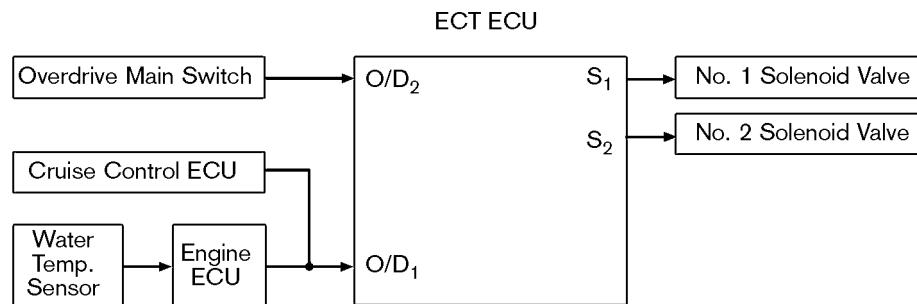 ECT ECU
Overdrive Main Switch
O/D₂
S₁
No. 1 Solenoid Valve
S₂
No. 2 Solenoid Valve
Cruise Control ECU
Water
Temp.
Sensor
Engine
ECU
O/D₁